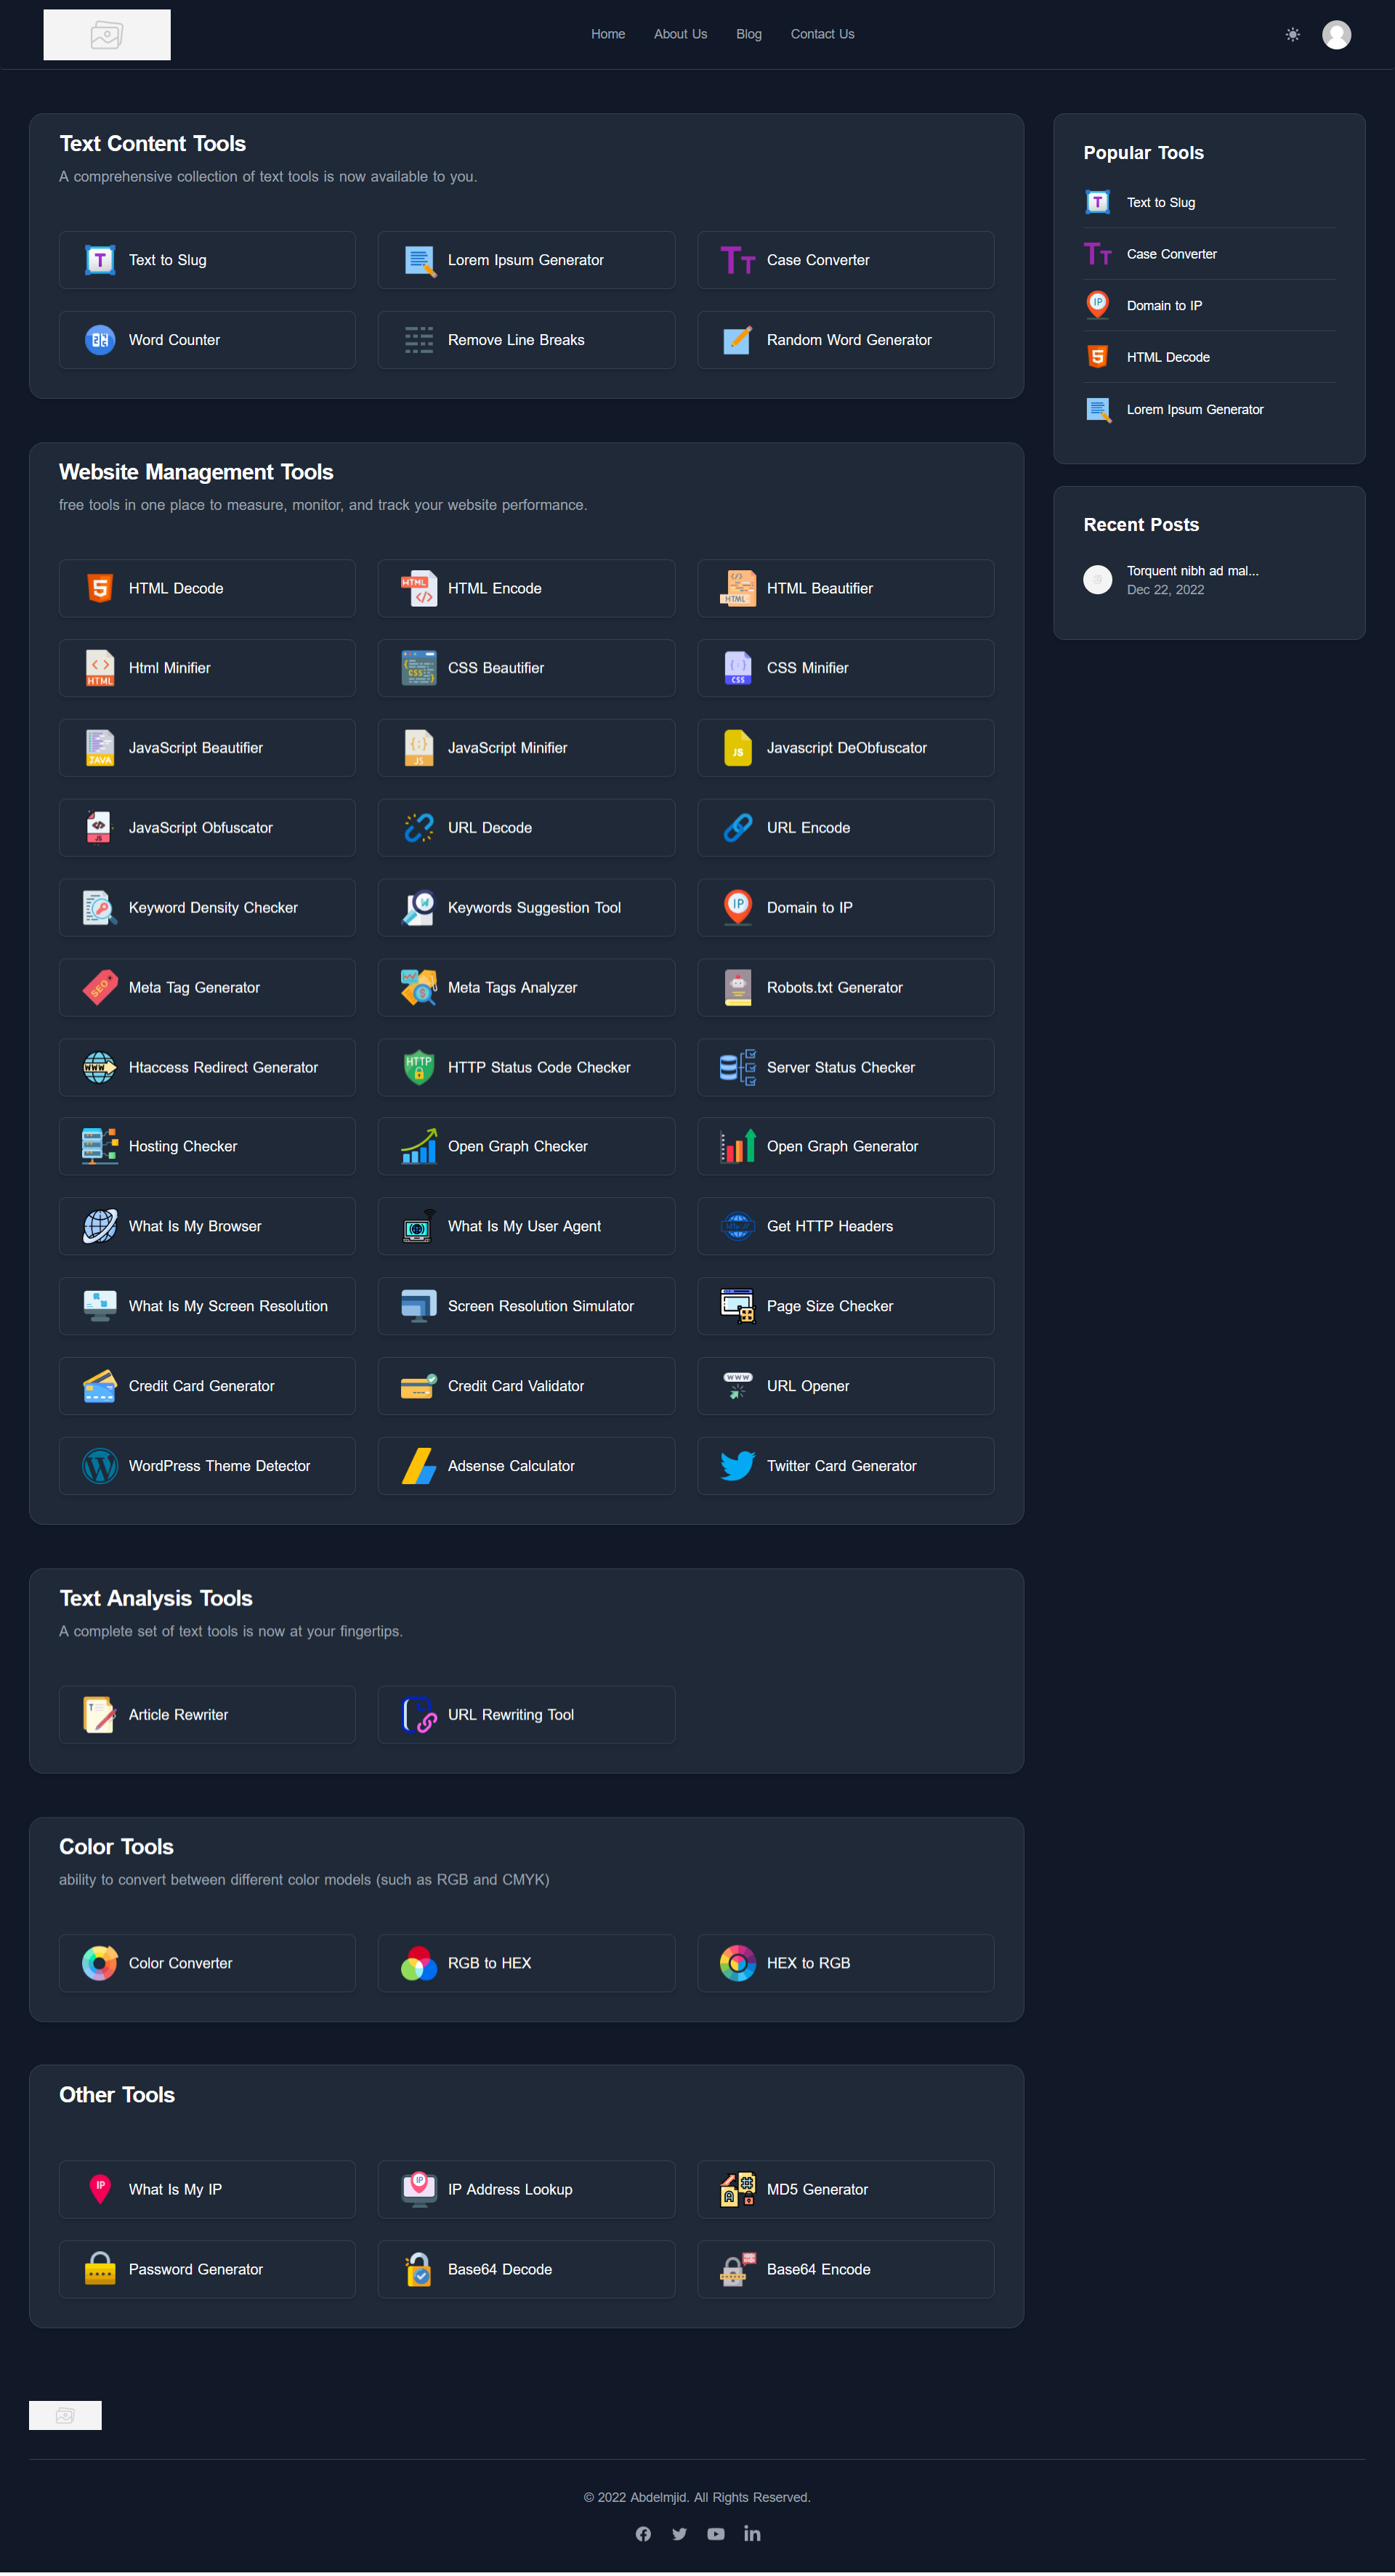 Home
About Us
Blog
Contact Us
Text Content Tools
A comprehensive collection of text tools is now available to you.
Text to Slug
Lorem Ipsum Generator
Case Converter
Word Counter
Remove Line Breaks
Random Word Generator
Website Management Tools
free tools in one place to measure, monitor, and track your website performance.
HTML Decode
HTML Encode
HTML Beautifier
Html Minifier
CSS Beautifier
CSS Minifier
JavaScript Beautifier
JavaScript Minifier
Javascript DeObfuscator
JavaScript Obfuscator
URL Decode
URL Encode
Keyword Density Checker
Keywords Suggestion Tool
Domain to IP
Meta Tag Generator
Meta Tags Analyzer
Robots.txt Generator
Htaccess Redirect Generator
HTTP Status Code Checker
Server Status Checker
Hosting Checker
Open Graph Checker
Open Graph Generator
What Is My Browser
What Is My User Agent
Get HTTP Headers
What Is My Screen Resolution
Screen Resolution Simulator
Page Size Checker
Credit Card Generator
Credit Card Validator
URL Opener
WordPress Theme Detector
Adsense Calculator
Twitter Card Generator
Text Analysis Tools
A complete set of text tools is now at your fingertips.
Article Rewriter
URL Rewriting Tool
Color Tools
ability to convert between different color models (such as RGB and CMYK)
Color Converter
RGB to HEX
HEX to RGB
Other Tools
What Is My IP
IP Address Lookup
MD5 Generator
Password Generator
Base64 Decode
Base64 Encode
Popular Tools
Text to Slug
Case Converter
Domain to IP
HTML Decode
Lorem Ipsum Generator
Recent Posts
Torquent nibh ad mal...
Dec 22, 2022
© 2022 Abdelmjid. All Rights Reserved.